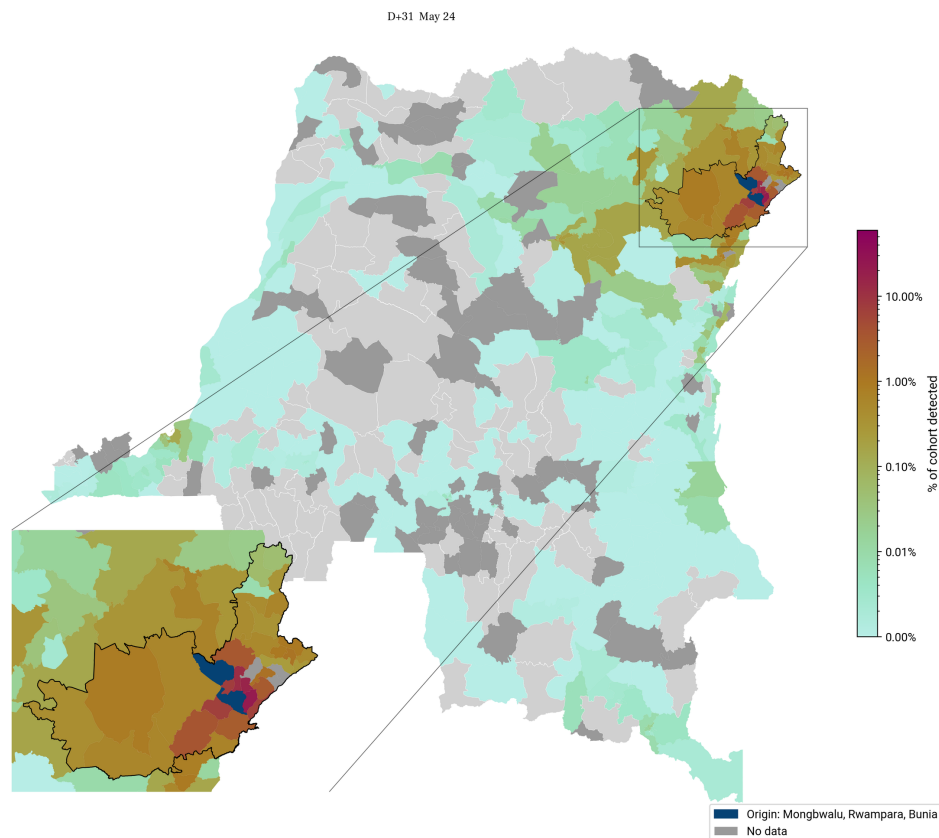 D+31 May 24
10.00%
1.00%
0.10%
0.01%
0.00%
% of cohort detected
Origin: Mongbwalu, Rwampara, Bunia
No data